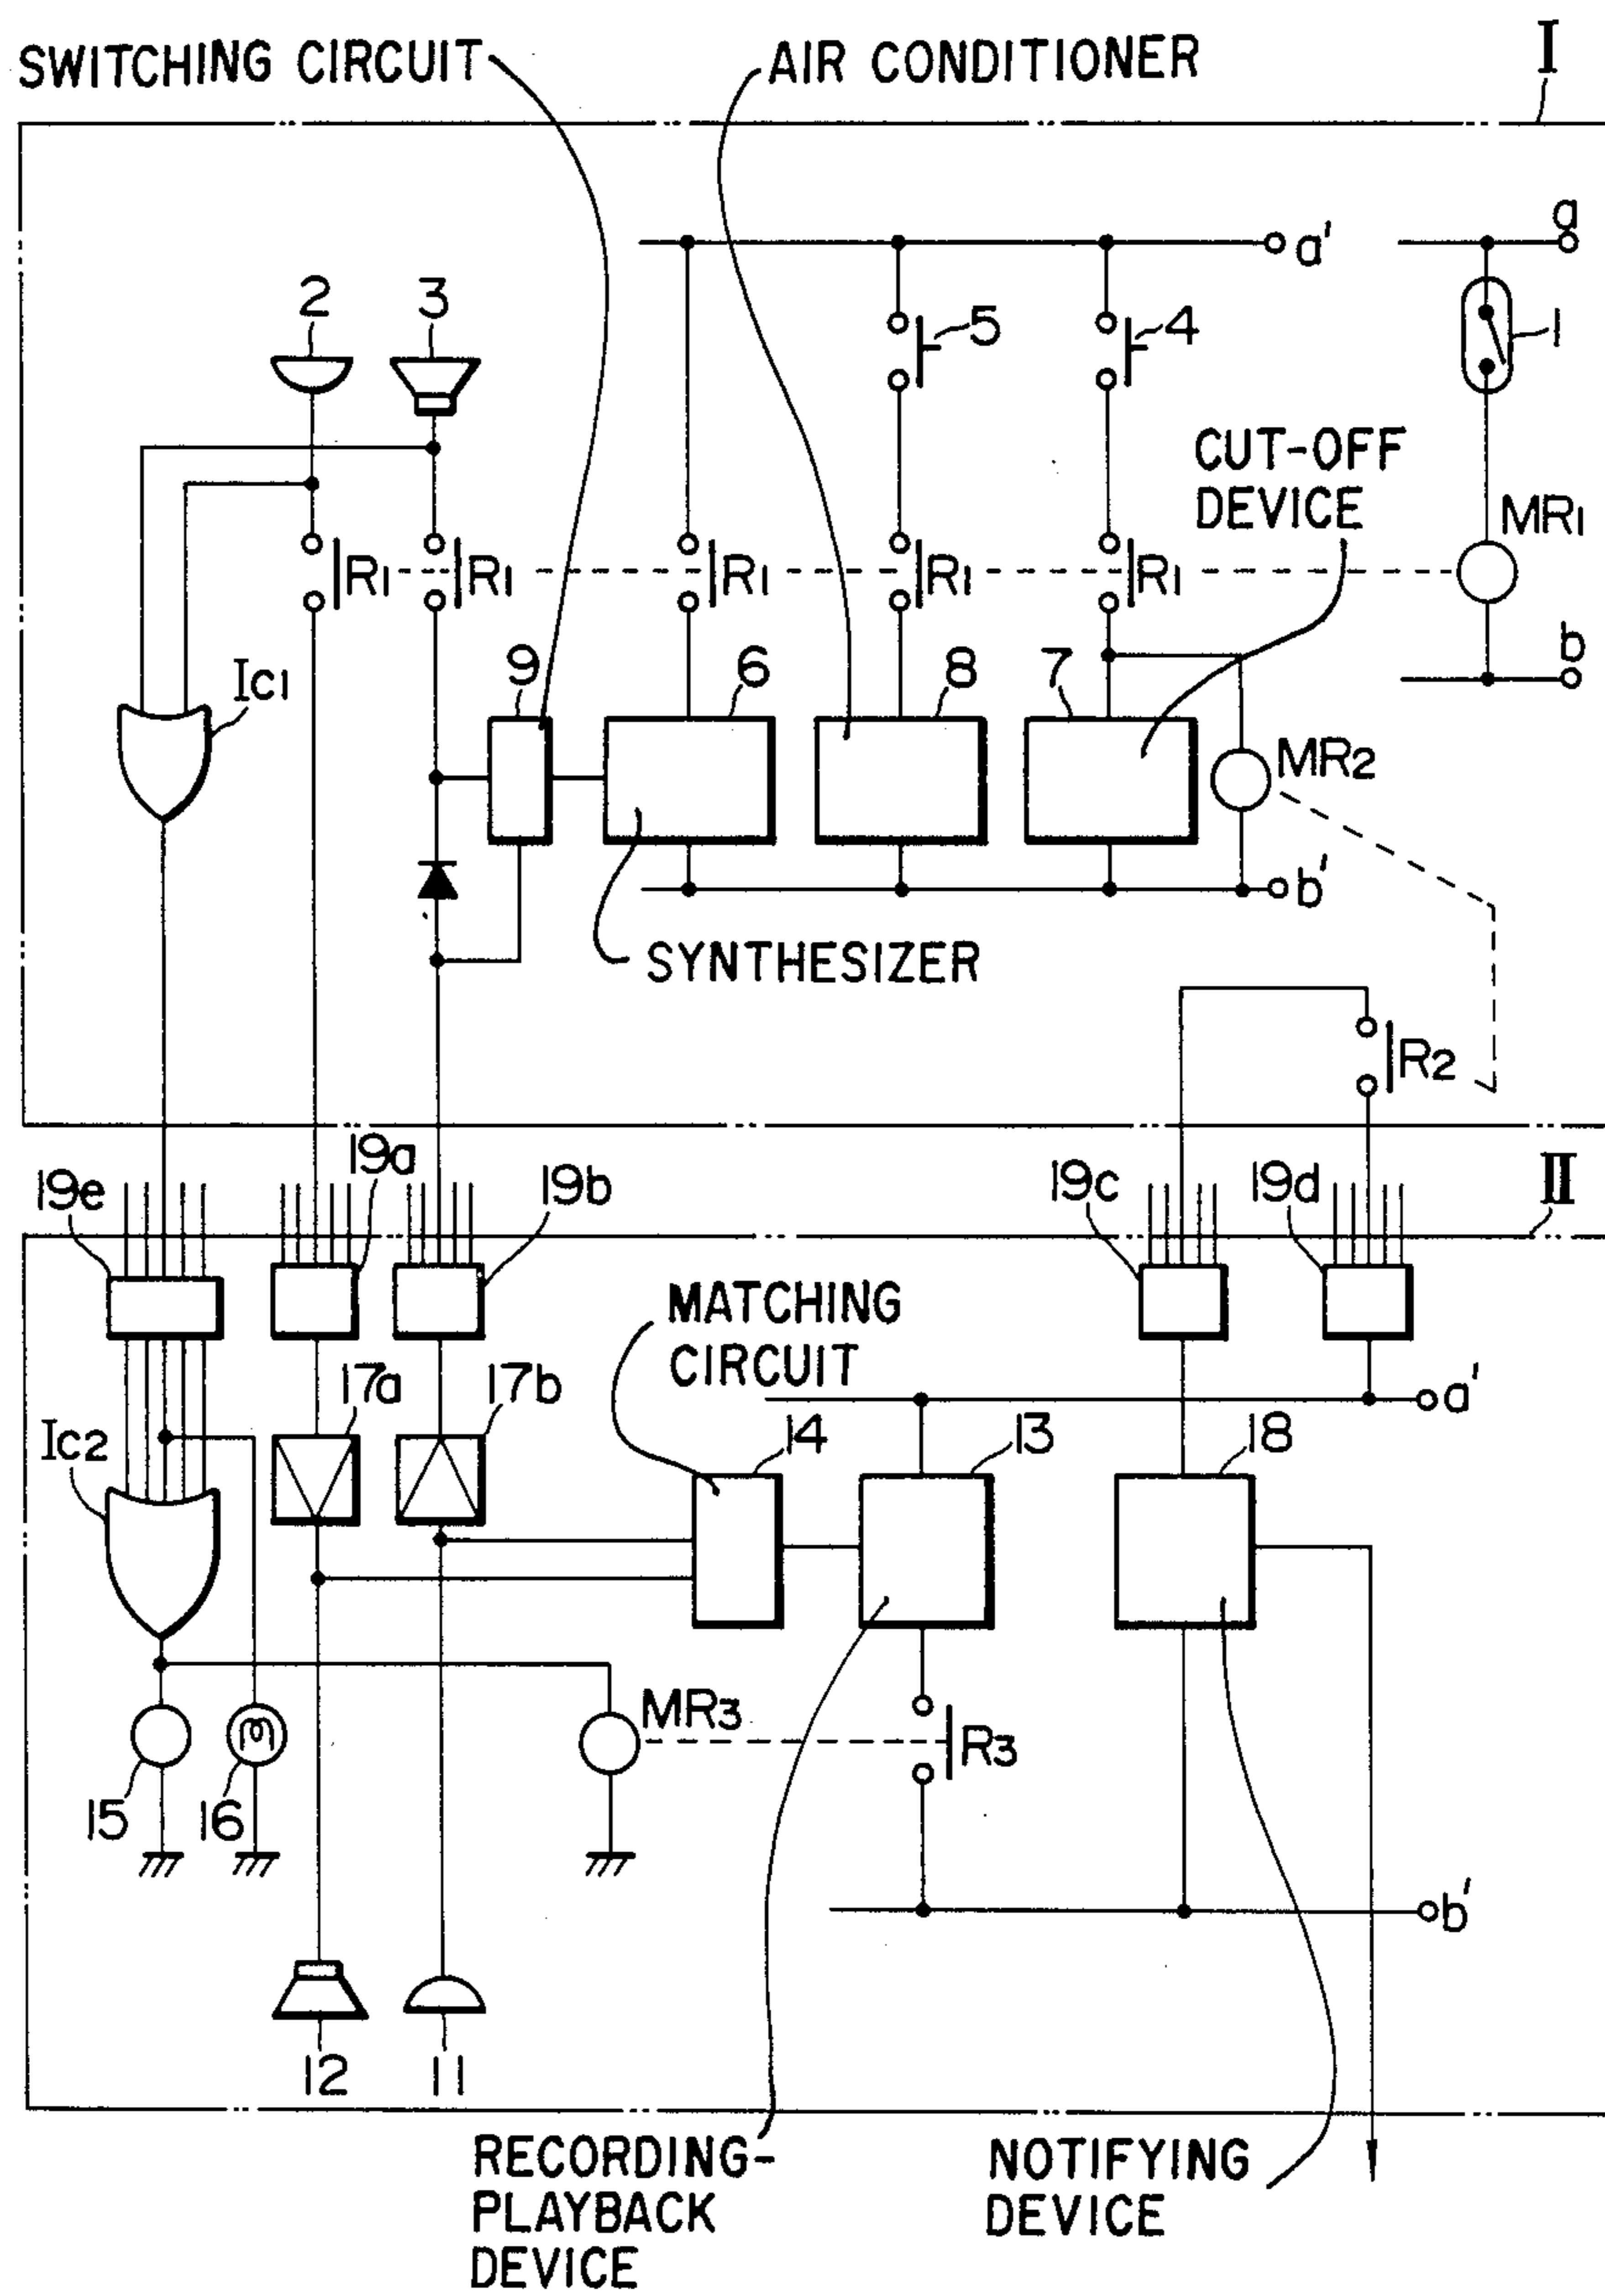 SWITCHING CIRCUIT
AIR CONDITIONER
I
a
a'
2
3
5
4
1
CUT-OFF
DEVICE
MR1
R1
R1
R1
R1
R1
b
Ic1
9
6
8
7
MR2
b'
SYNTHESIZER
R2
19e
19a
19b
19c
19d
II
MATCHING
CIRCUIT
17a
17b
a'
Ic2
14
13
18
MR3
R3
15
16
b'
12
11
RECORDING-
PLAYBACK
DEVICE
NOTIFYING
DEVICE